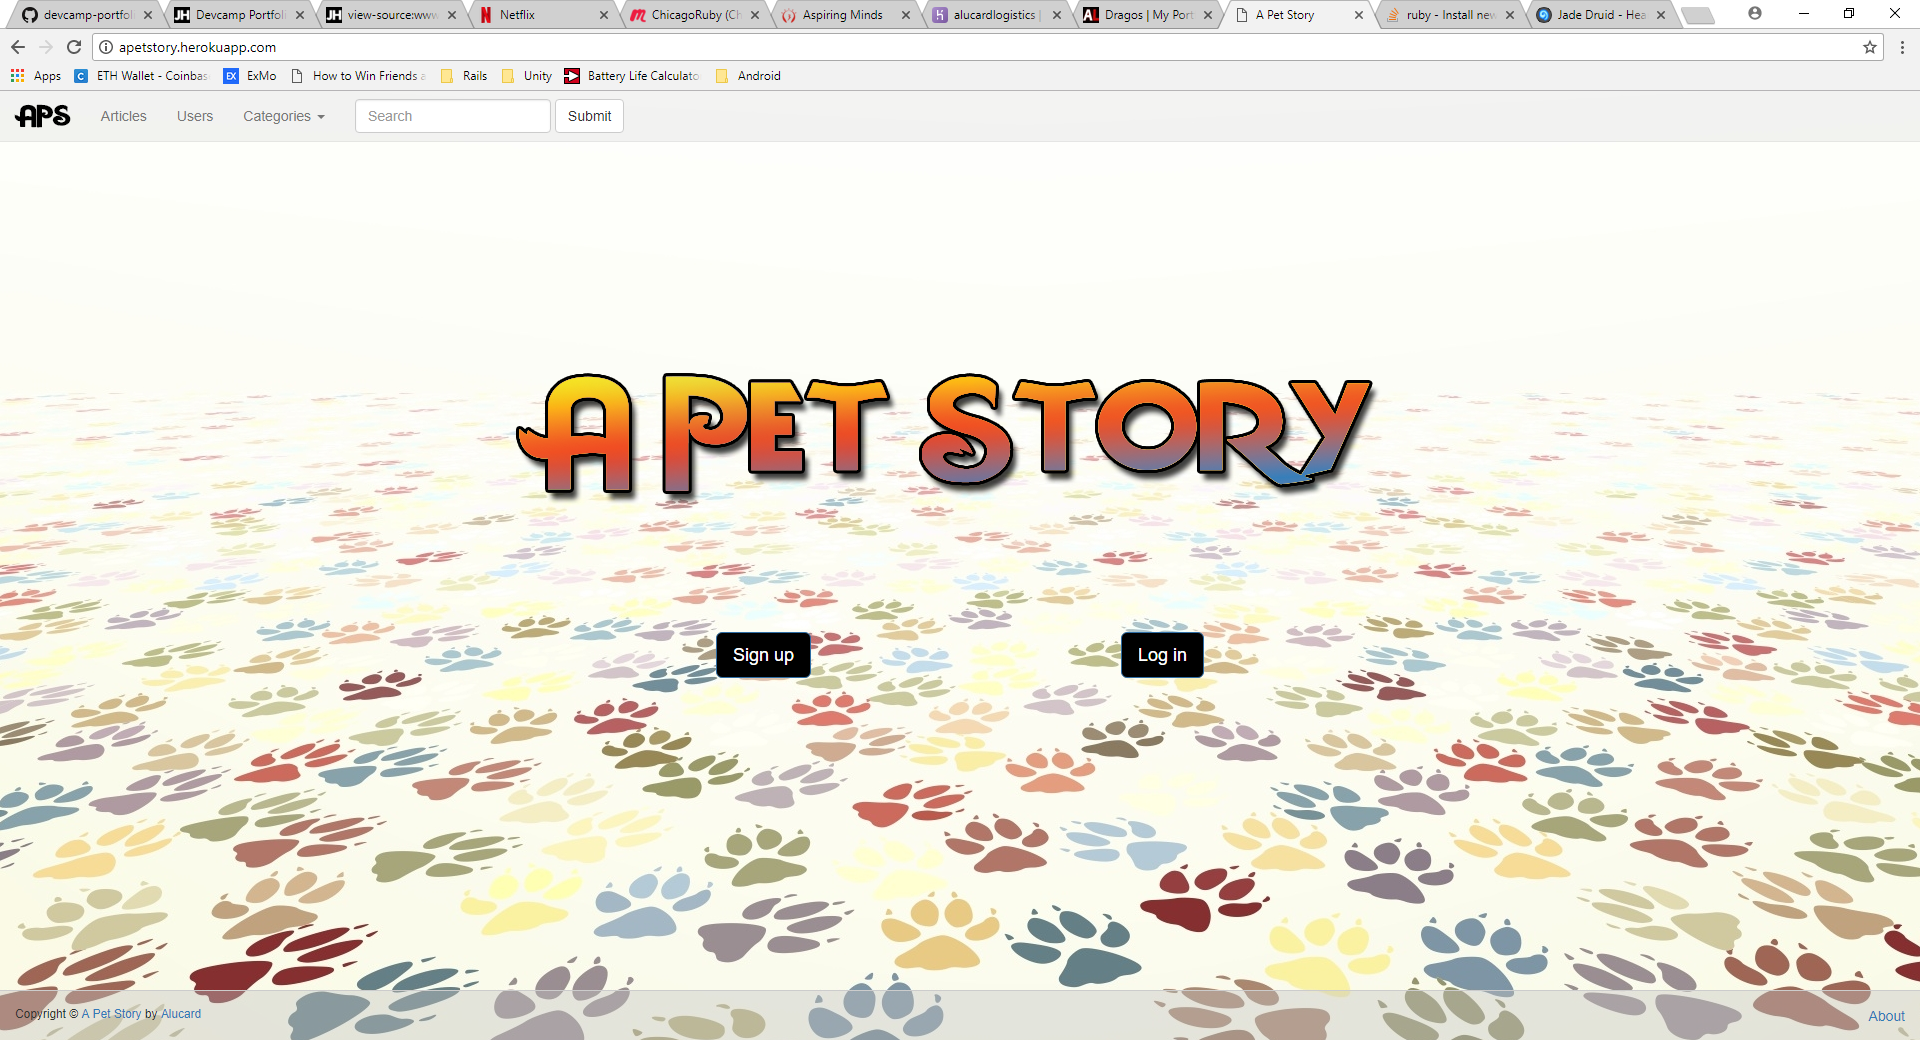 devcamp-portfoli
Devcamp Portfoli
view-source:www
Netflix
ChicagoRuby (Ch
Aspiring Minds
alucardlogistics |
Dragos | My Port
A Pet Story
ruby - Install new
Jade Druid - Hea
apetstory.herokuapp.com
Apps
ETH Wallet - Coinbas
ExMo
How to Win Friends a
Rails
Unity
Battery Life Calculato
Android
APS
Articles
Users
Categories
Search
Submit
A PET STORY
Sign up
Log in
Copyright © A Pet Story by Alucard
About